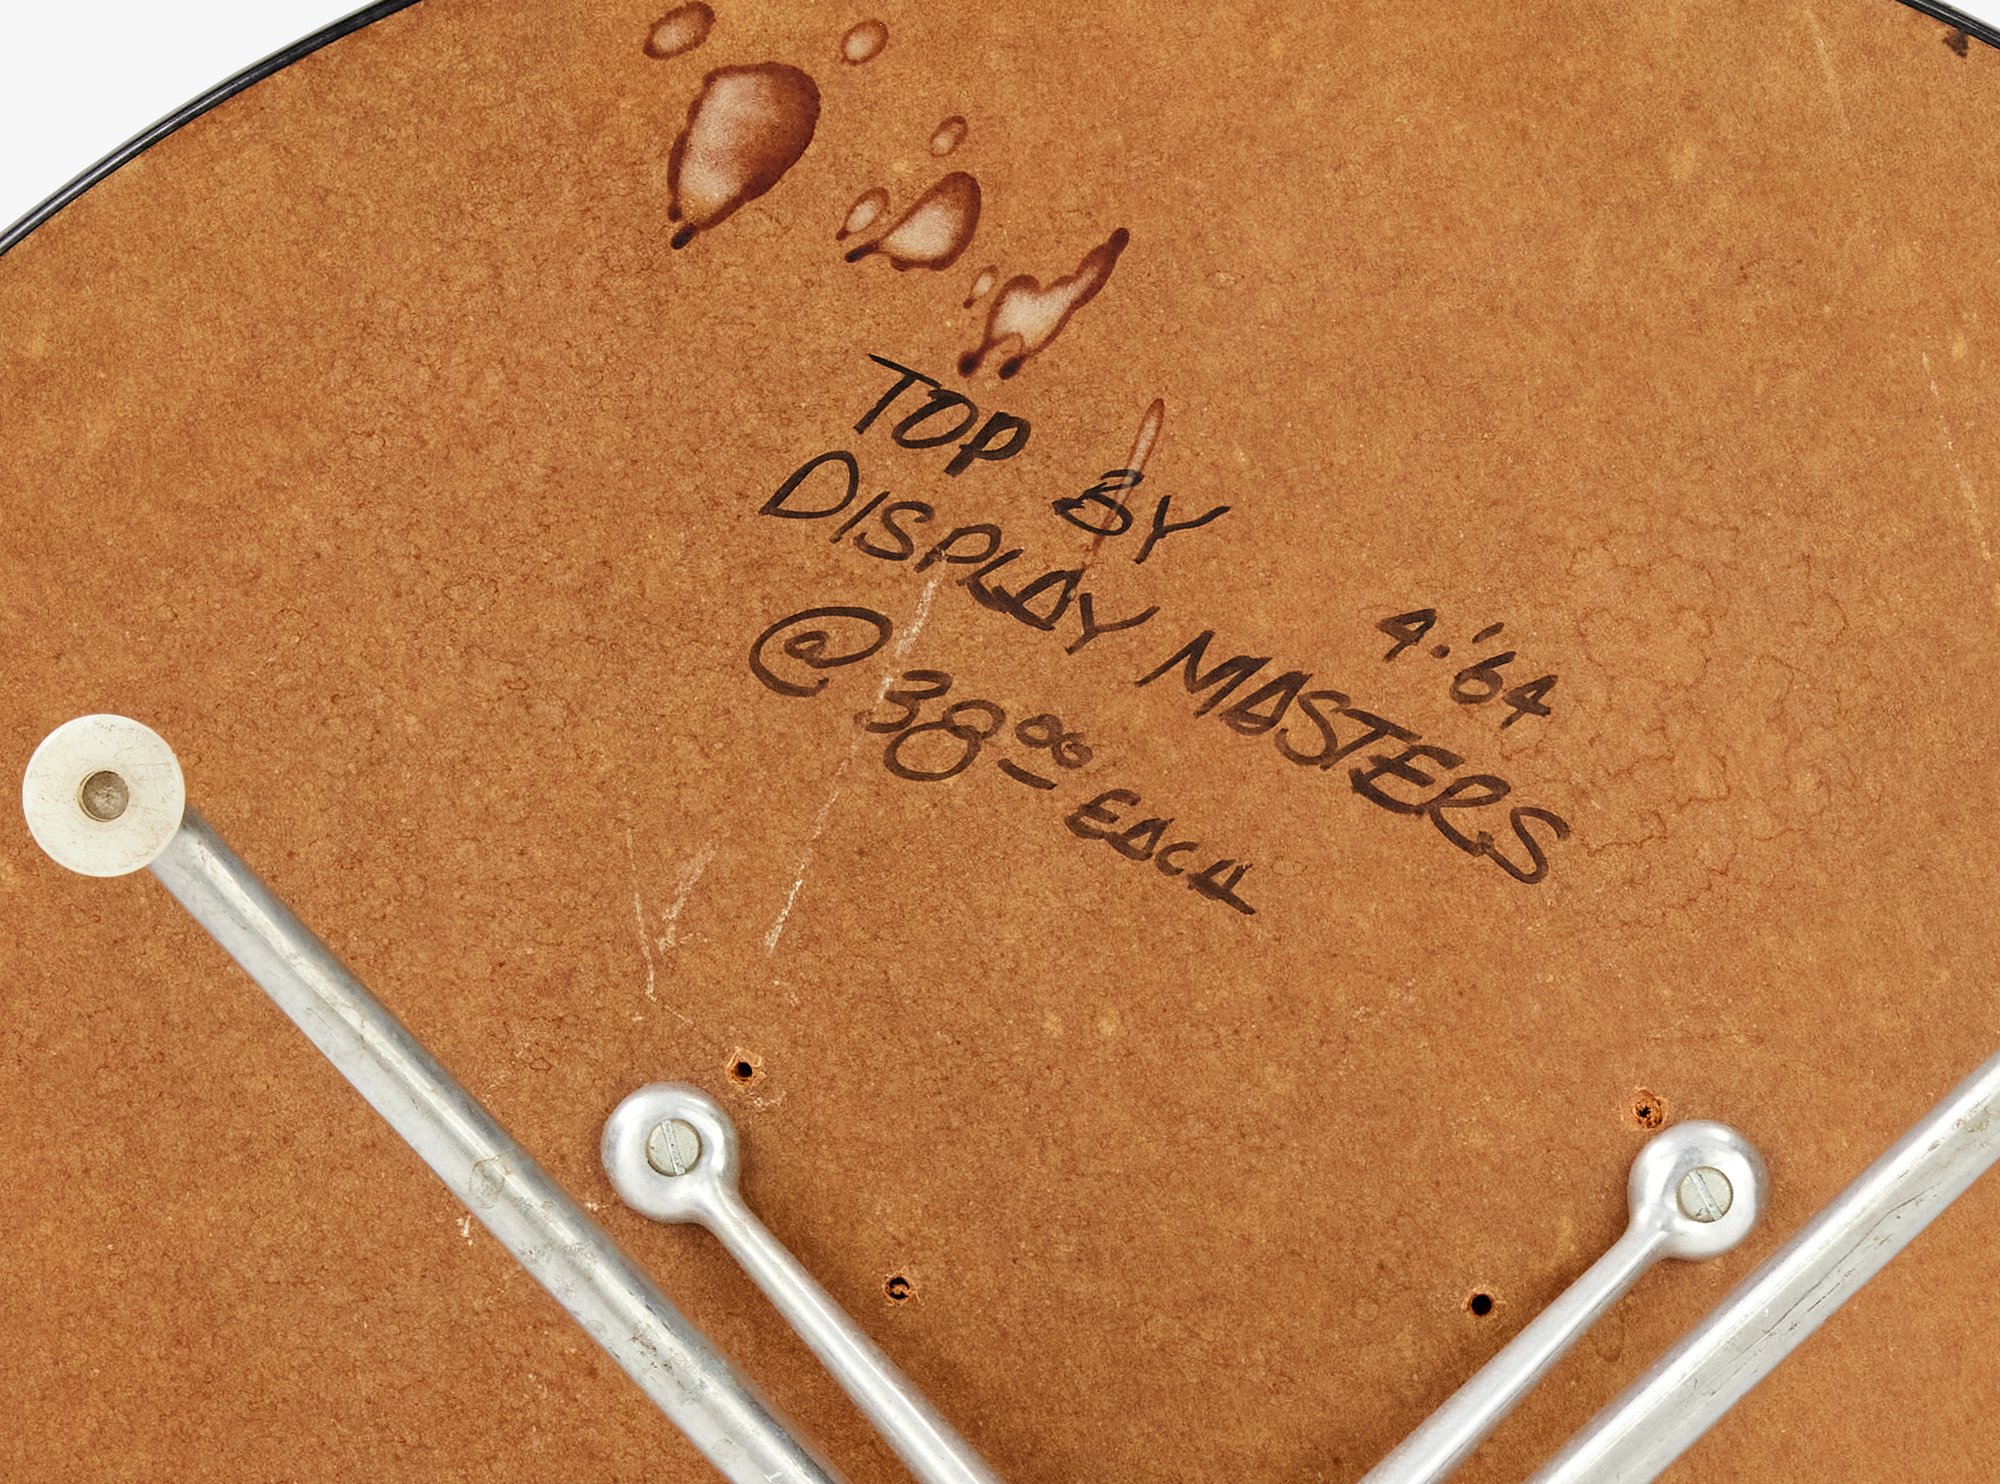 TOP BY
DISPLAY MASTERS
@ 38⁰⁰ EACH
4.'64